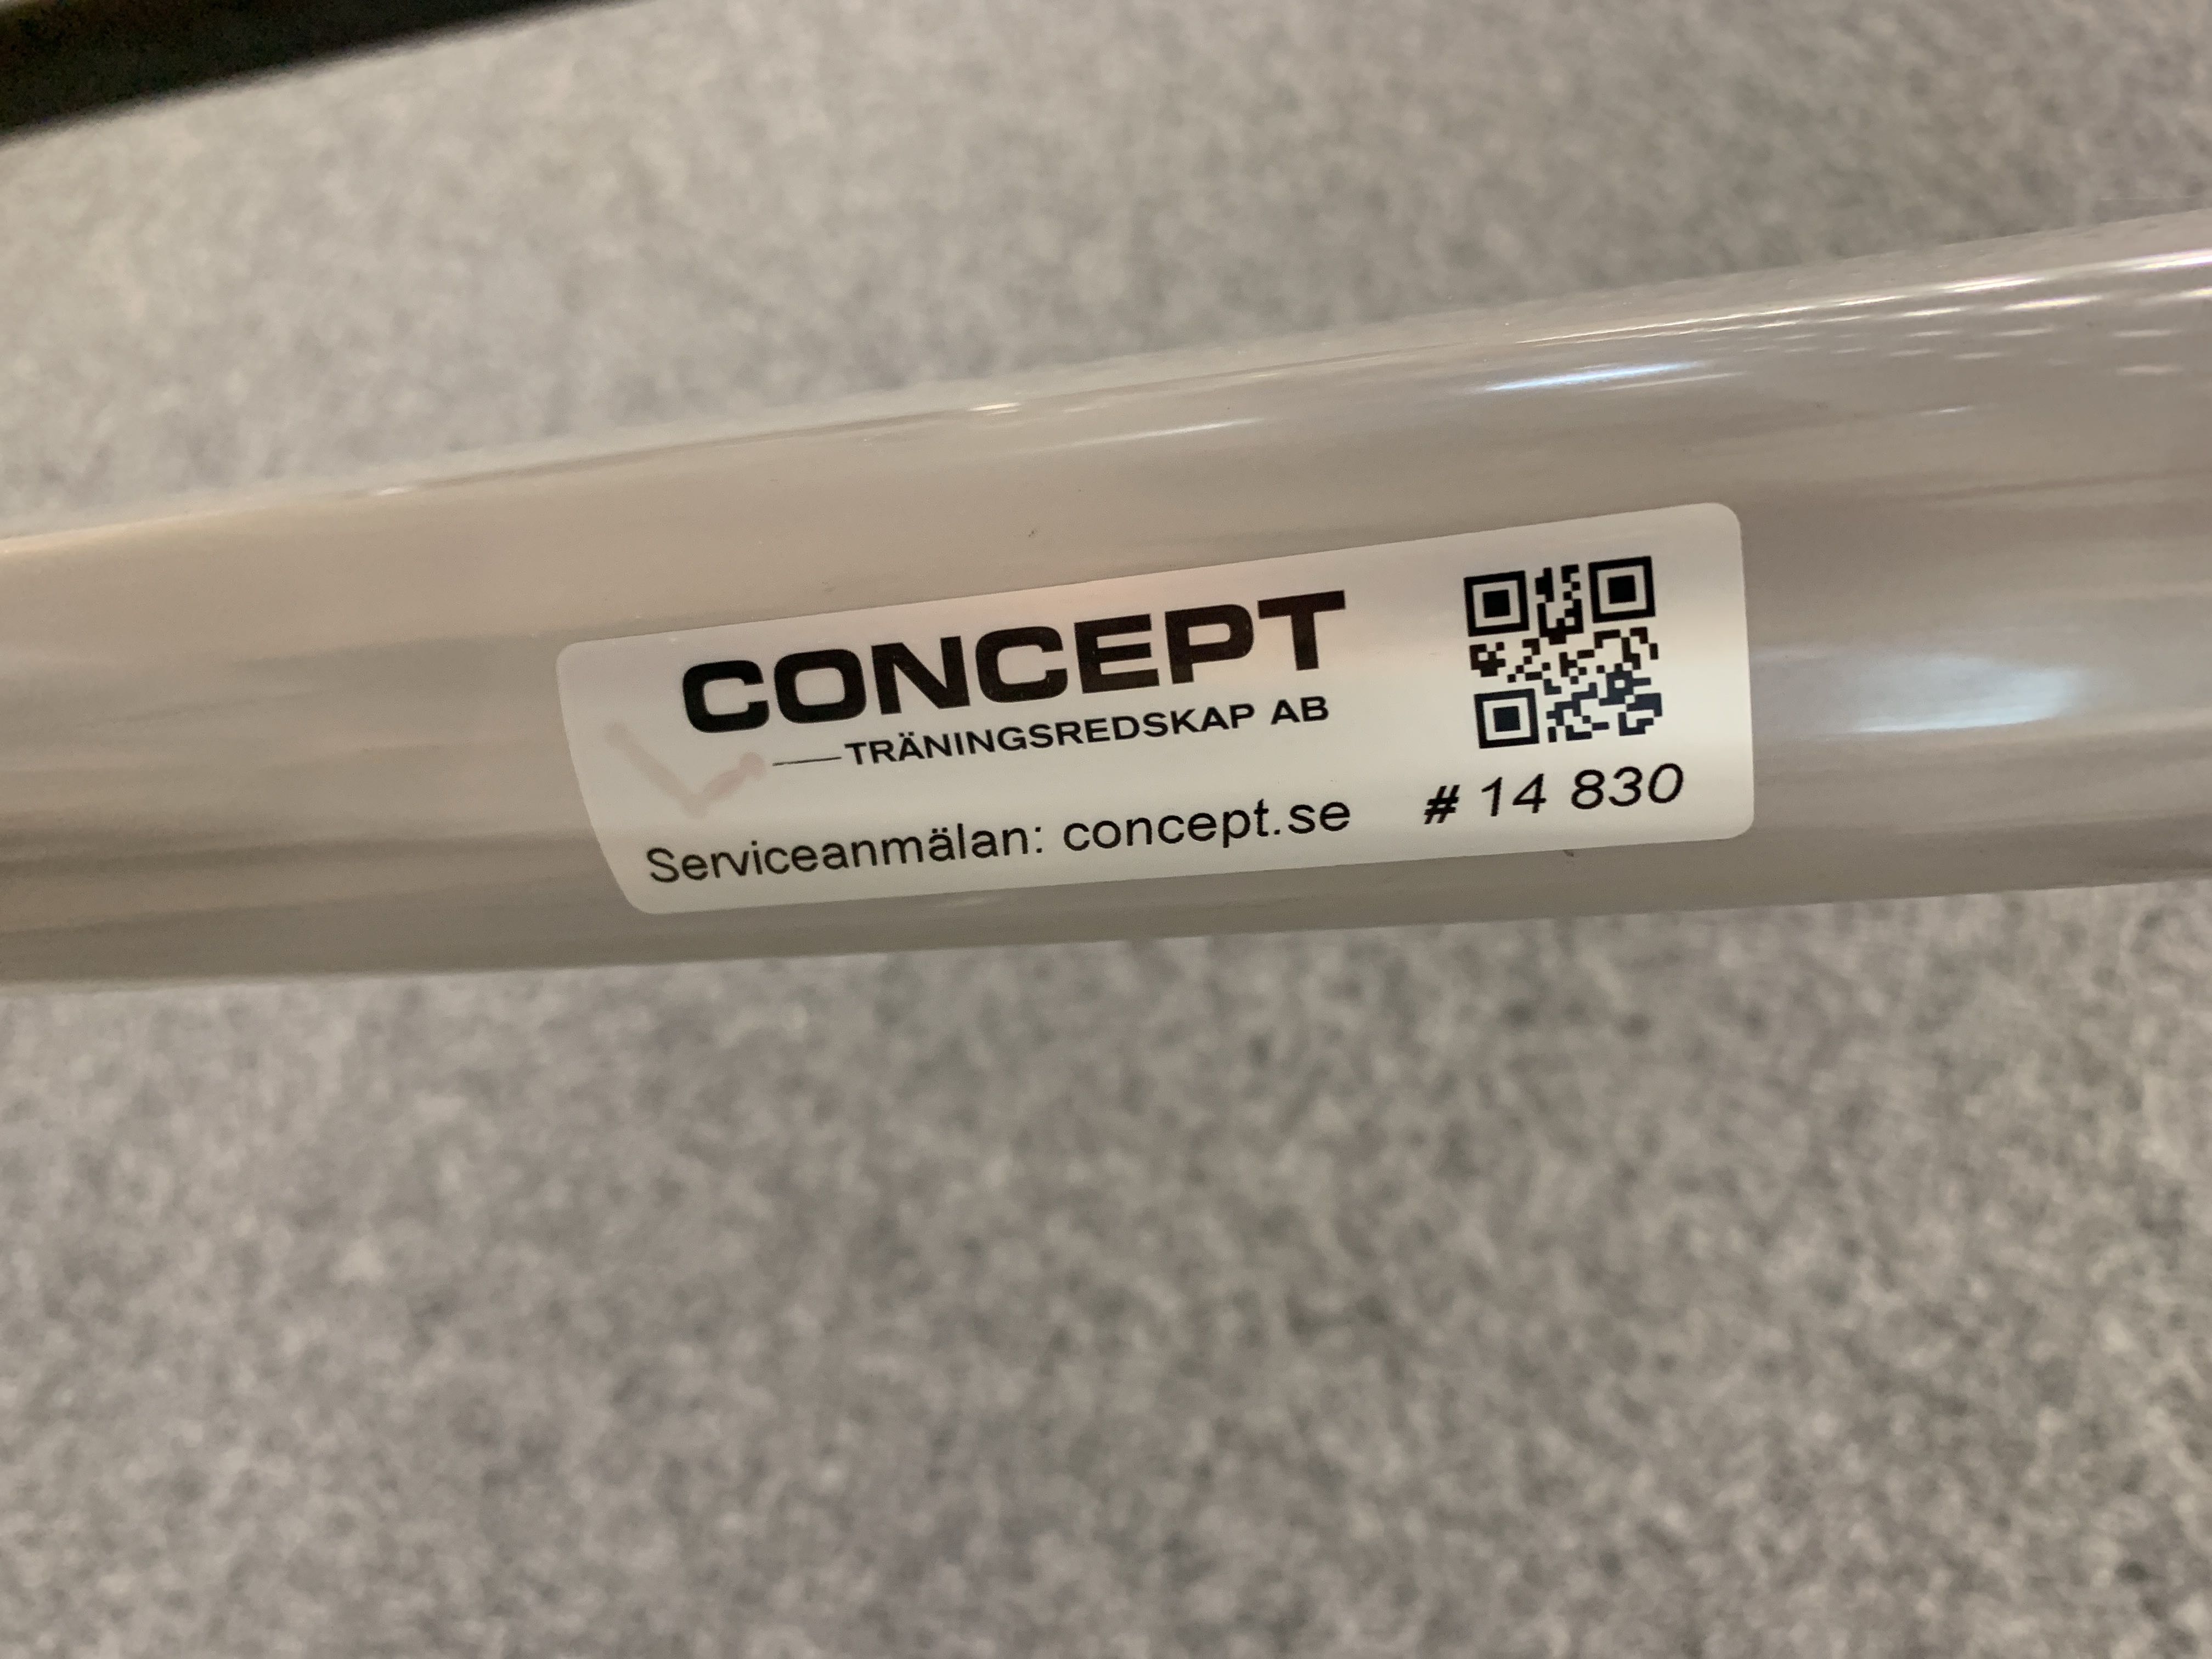 CONCEPT
TRÄNINGSREDSKAP AB
Serviceanmälan: concept.se
# 14 830